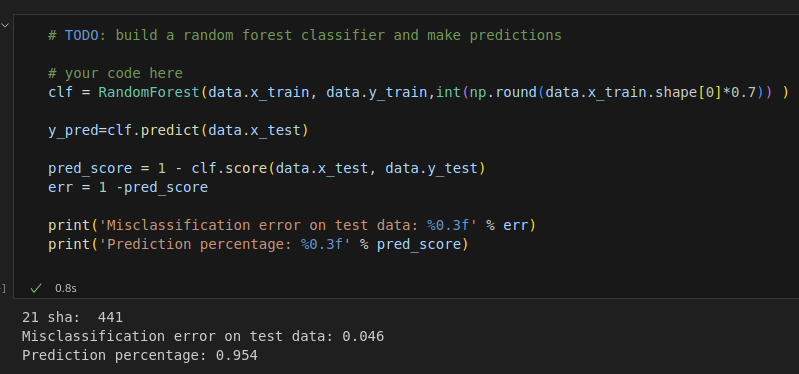 # TODO: build a random forest classifier and make predictions
# your code here
clf = RandomForest(data.x_train, data.y_train,int(np.round(data.x_train.shape[0]*0.7)) )
y_pred=clf.predict(data.x_test)
pred_score = 1 - clf.score(data.x_test, data.y_test)
err = 1 -pred_score
print('Misclassification error on test data: %0.3f' % err)
print('Prediction percentage: %0.3f' % pred_score)
0.8s
21 sha:  441
Misclassification error on test data: 0.046
Prediction percentage: 0.954